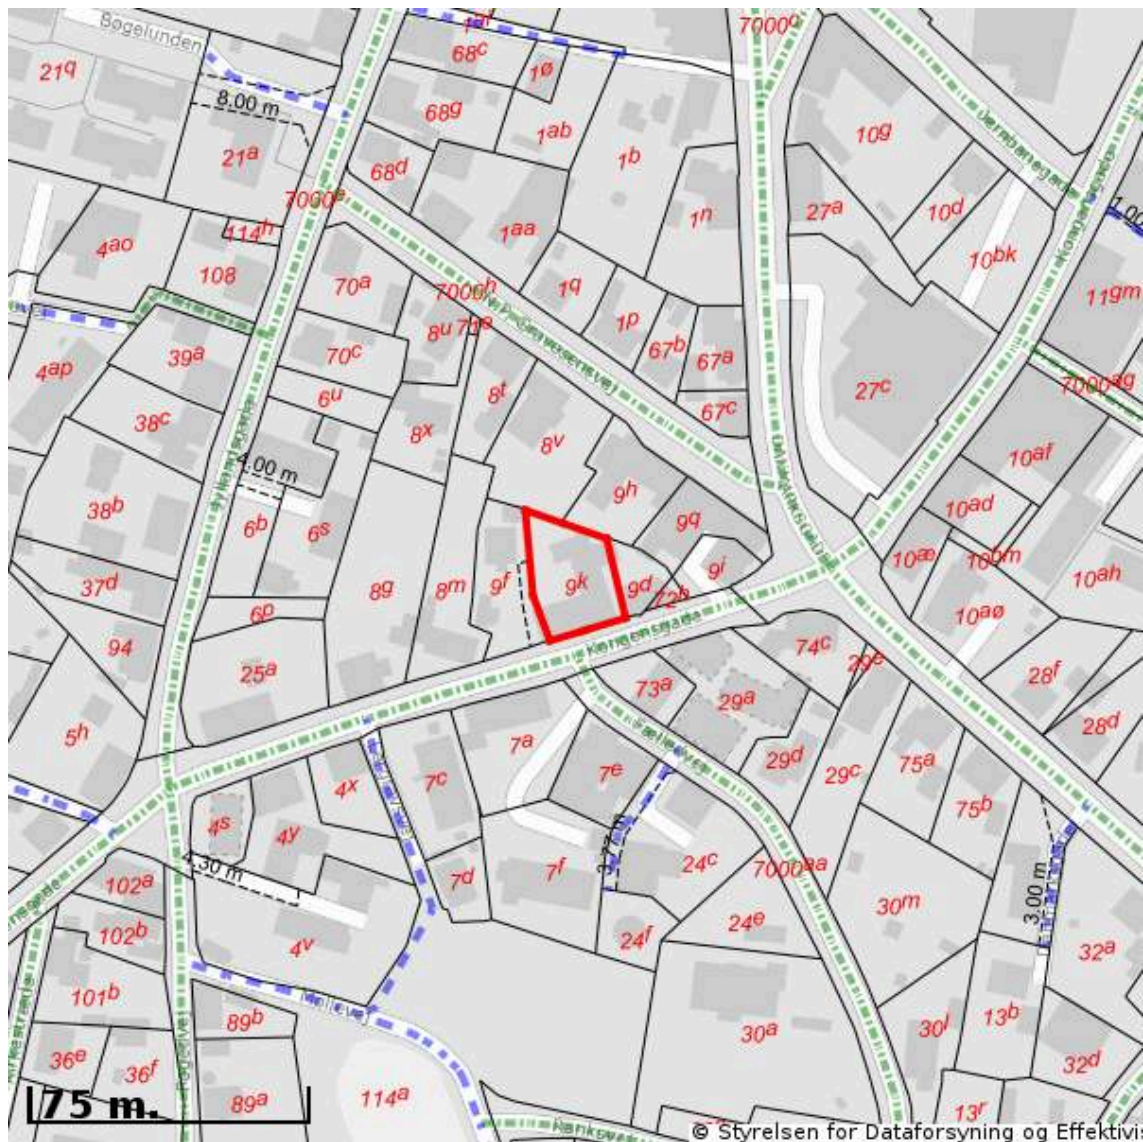 Bøgelunden
1ar
68c
1ø
7000q
21q
8,00 m
68g
1ab
10g
21a
68d
1b
7000e
1n
27a
10d
114h
4ao
108
1aa
10bk
70a
7000h
1q
11gm
8u
71e
1p
67b
67a
39a
70c
4ap
27c
7000ag
6u
8t
67c
38c
8x
8v
10af
4,00 m
9h
38b
10ad
6b
6s
9q
10æ
10ah
37d
8g
8m
9f
9k
9d
9i
6p
72b
10aø
94
Kongensgade
74c
29e
25a
73a
29a
28f
5h
7a
28d
7e
29d
29c
75a
4x
7c
75b
4s
4y
4,30 m
7d
7f
3,77 m
24c
7000aa
102a
30m
3,00 m
102b
24f
24e
32a
4v
101b
Møllevej
89b
30a
30l
13b
36e
36f
32d
75 m.
89a
114a
13r
© Styrelsen for Dataforsyning og Effektivis